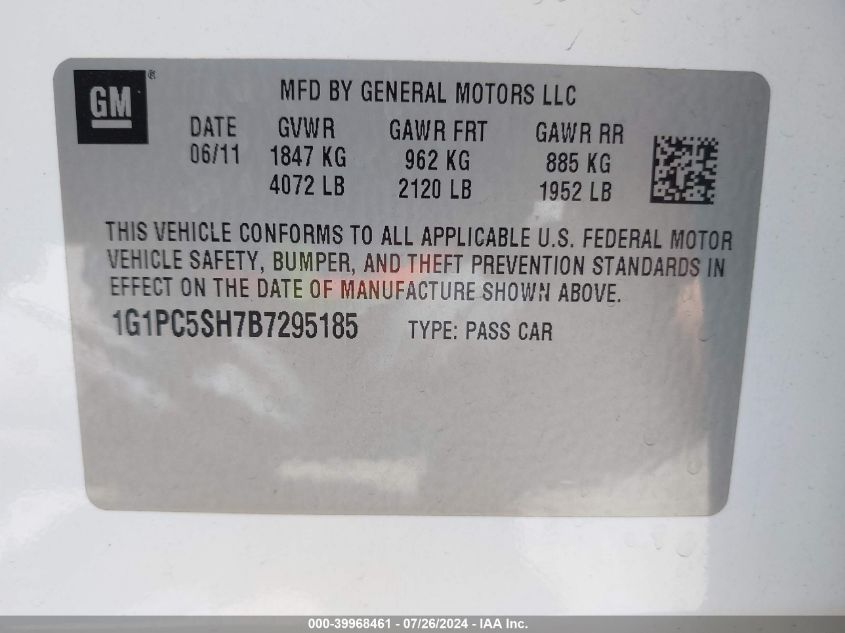 GM ®
MFD BY GENERAL MOTORS LLC
DATE GVWR GAWR FRT GAWR RR
06/11 1847 KG 962 KG 885 KG
4072 LB 2120 LB 1952 LB
THIS VEHICLE CONFORMS TO ALL APPLICABLE U.S. FEDERAL MOTOR
VEHICLE SAFETY, BUMPER, AND THEFT PREVENTION STANDARDS IN
EFFECT ON THE DATE OF MANUFACTURE SHOWN ABOVE.
1G1PC5SH7B7295185 TYPE: PASS CAR
000-39968461 - 07/26/2024 - IAA Inc.